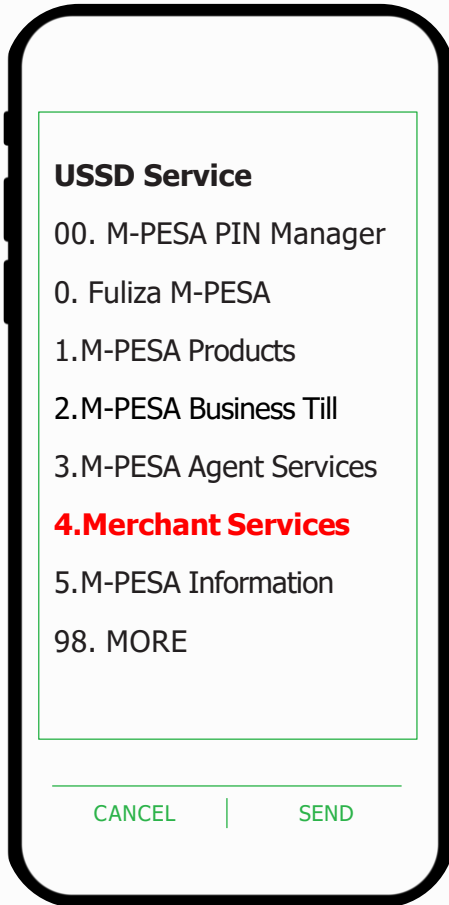 USSD Service
00. M-PESA PIN Manager
0. Fuliza M-PESA
1.M-PESA Products
2.M-PESA Business Till
3.M-PESA Agent Services
4.Merchant Services
5.M-PESA Information
98. MORE
CANCEL | SEND